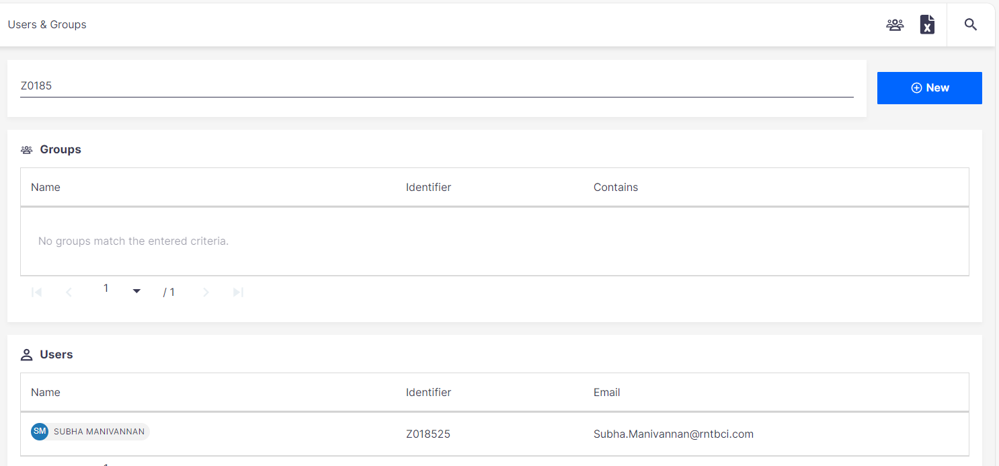 Users & Groups
Z0185
New
Groups
Name Identifier Contains
No groups match the entered criteria.
1 / 1
Users
Name Identifier Email
SM SUBHA MANIVANNAN Z018525 Subha.Manivannan@rntbci.com